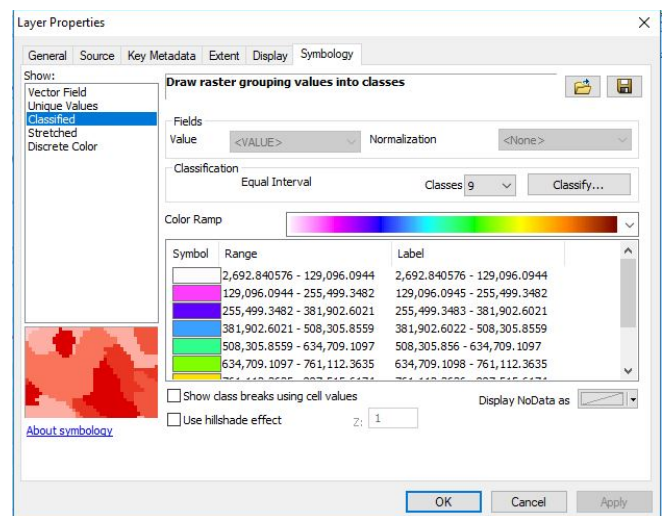 Layer Properties
General Source Key Metadata Extent Display Symbology
Show:
Vector Field
Unique Values
Classified
Stretched
Discrete Color
About symbology
Draw raster grouping values into classes
Fields
Value <VALUE> Normalization <None>
Classification
Equal Interval Classes 9 Classify...
Color Ramp
Symbol Range Label
2,692.840576 - 129,096.0944 2,692.840576 - 129,096.0944
129,096.0944 - 255,499.3482 129,096.0945 - 255,499.3482
255,499.3482 - 381,902.6021 255,499.3483 - 381,902.6021
381,902.6021 - 508,305.8559 381,902.6022 - 508,305.8559
508,305.8559 - 634,709.1097 508,305.856 - 634,709.1097
634,709.1097 - 761,112.3635 634,709.1098 - 761,112.3635
Show class breaks using cell values Display NoData as
Use hillshade effect Z: 1
OK Cancel Apply